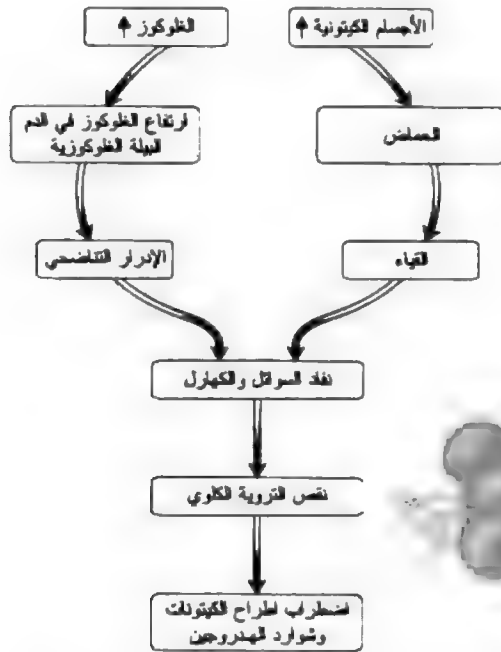 الأجسام الكيتونية ↑
الغلوكوز ↑
الحماض
ارتفاع الغلوكوز في الدم
البيلة الغلوكوزية
القياء
الإدرار التناضحي
نفاد السوائل والكهارل
نقص التروية الكلوي
اضطراب اطراح الكيتونات
وشوارد الهدروجين